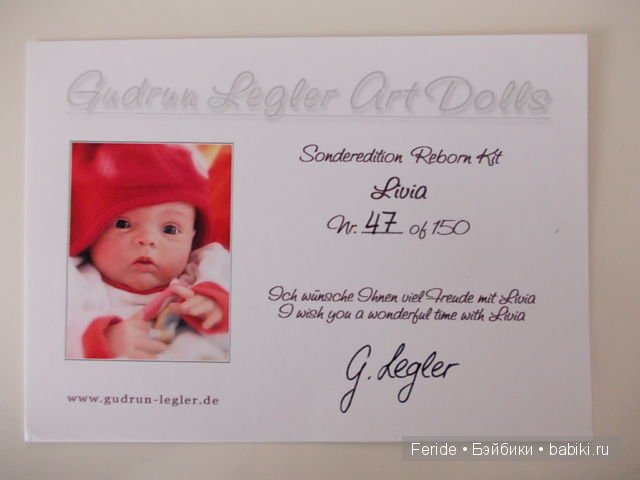 Gudrun Legler Art Dolls
Sonderedition Reborn Kit
Livia
Nr. 47 of 150
Ich wünsche Ihnen viel Freude mit Livia
I wish you a wonderful time with Livia
G. Legler
www.gudrun-legler.de
Feride • Бэйбики • babiki.ru